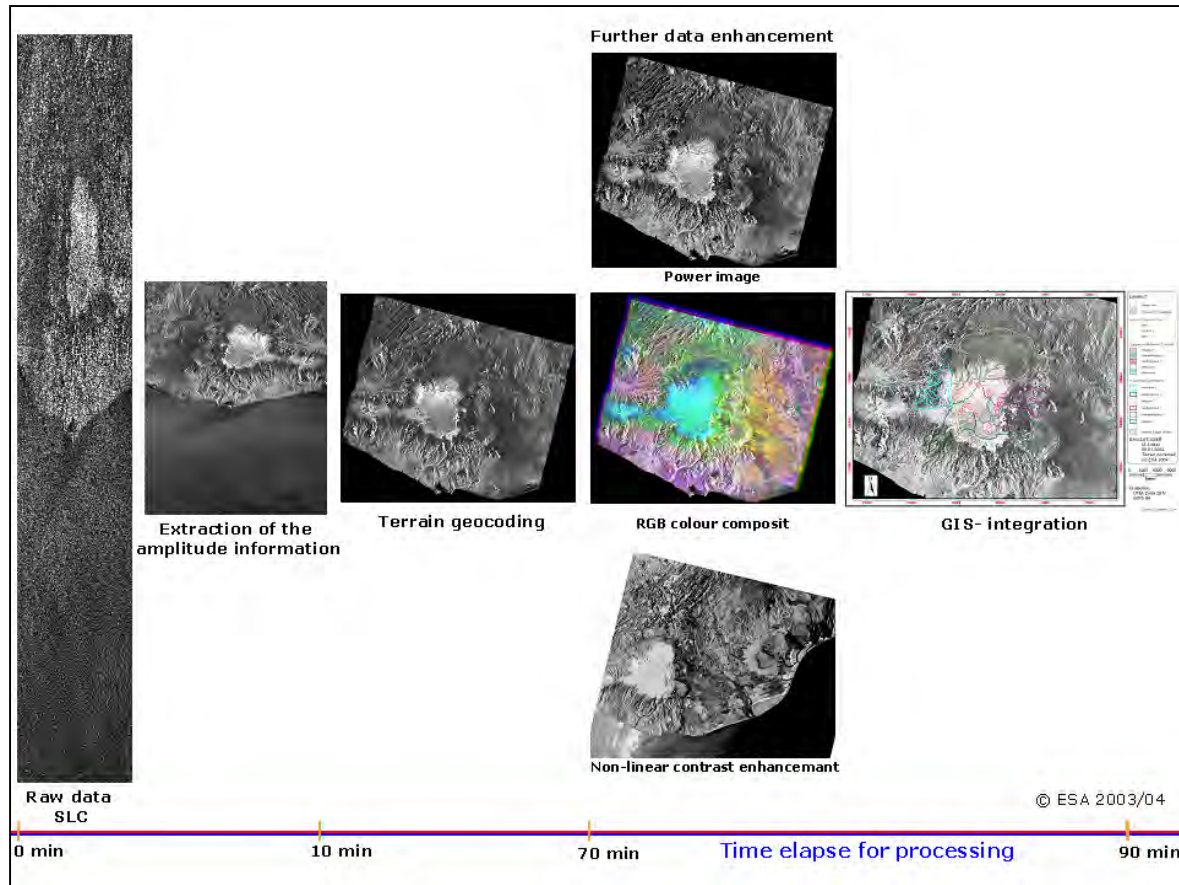 Further data enhancement
Power image
Extraction of the
amplitude information
Terrain geocoding
RGB colour composit
GIS- integration
Non-linear contrast enhancemant
Raw data
SLC
© ESA 2003/04
0 min
10 min
70 min
Time elapse for processing
90 min